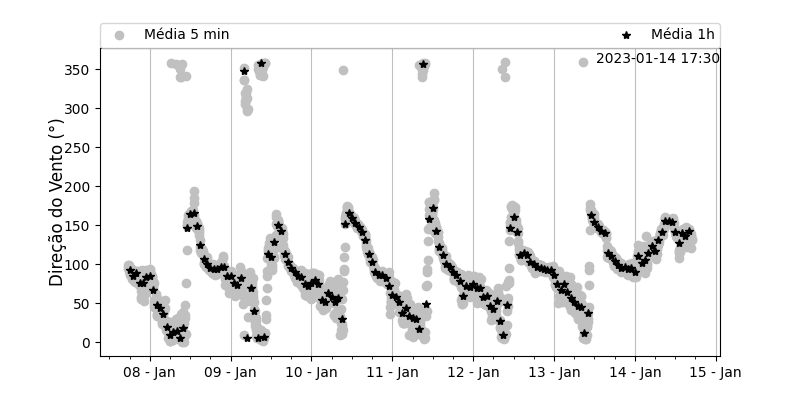 Média 5 min
Média 1h
2023-01-14 17:30
Direção do Vento (°)
350
300
250
200
150
100
50
0
08 - Jan
09 - Jan
10 - Jan
11 - Jan
12 - Jan
13 - Jan
14 - Jan
15 - Jan